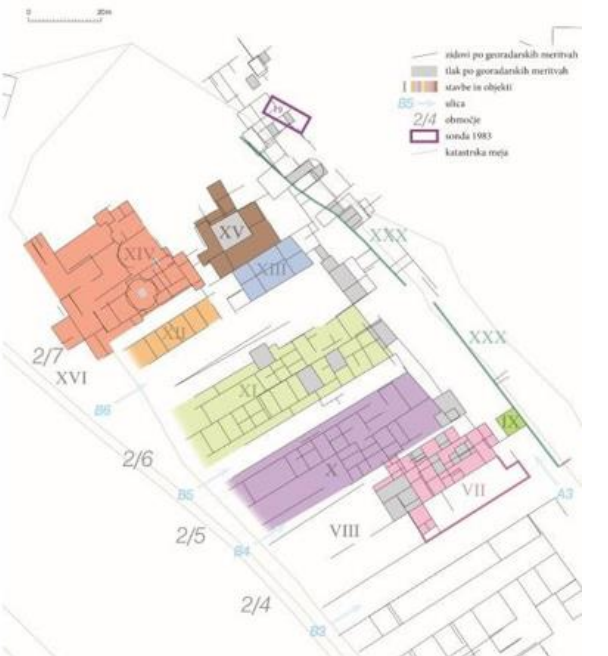 0 20m
zidovi po georadarskih meritvah
tlak po georadarskih meritvah
I stavbe in objekti
B5 ulica
2/4 območje
sonda 1983
katastrska meja
XV
XXX
XIV
XIII
XII
XXX
2/7
XVI
XI
B6
IX
2/6
X
VII
B5
A3
2/5
B4
VIII
2/4
B3